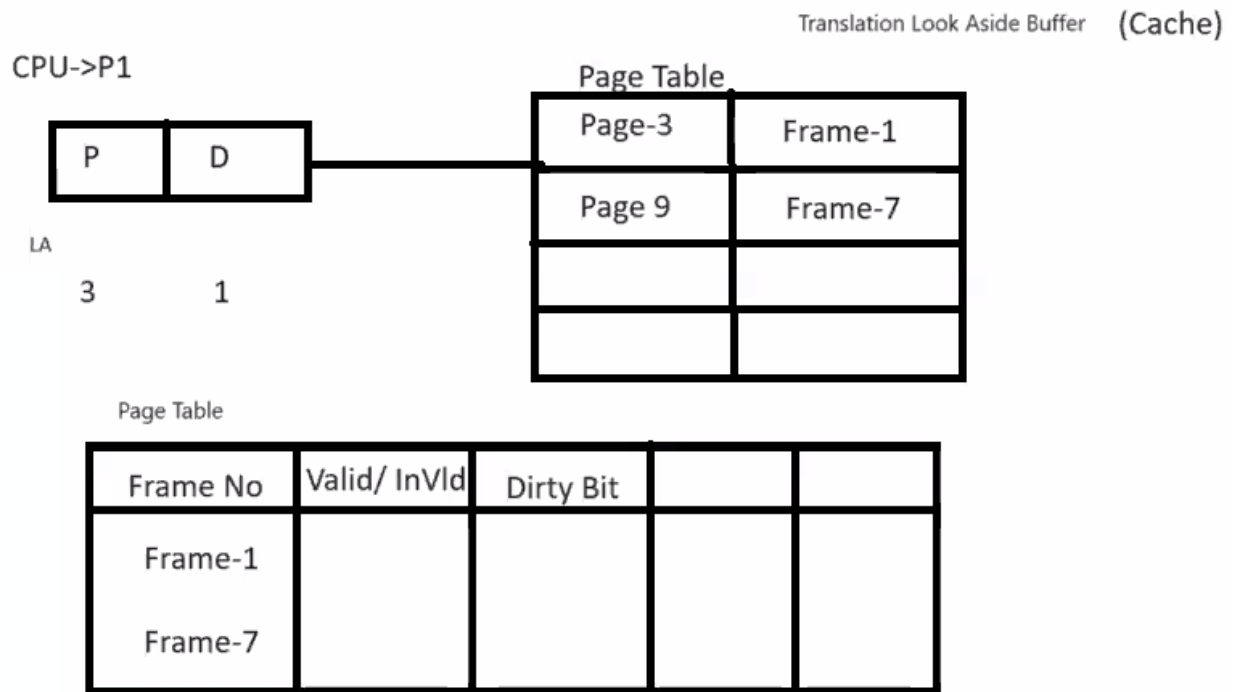 Translation Look Aside Buffer (Cache)
CPU->P1
Page Table
P D
Page-3 Frame-1
Page 9 Frame-7
LA
3 1
Page Table
Frame No Valid/ InVld Dirty Bit
Frame-1
Frame-7